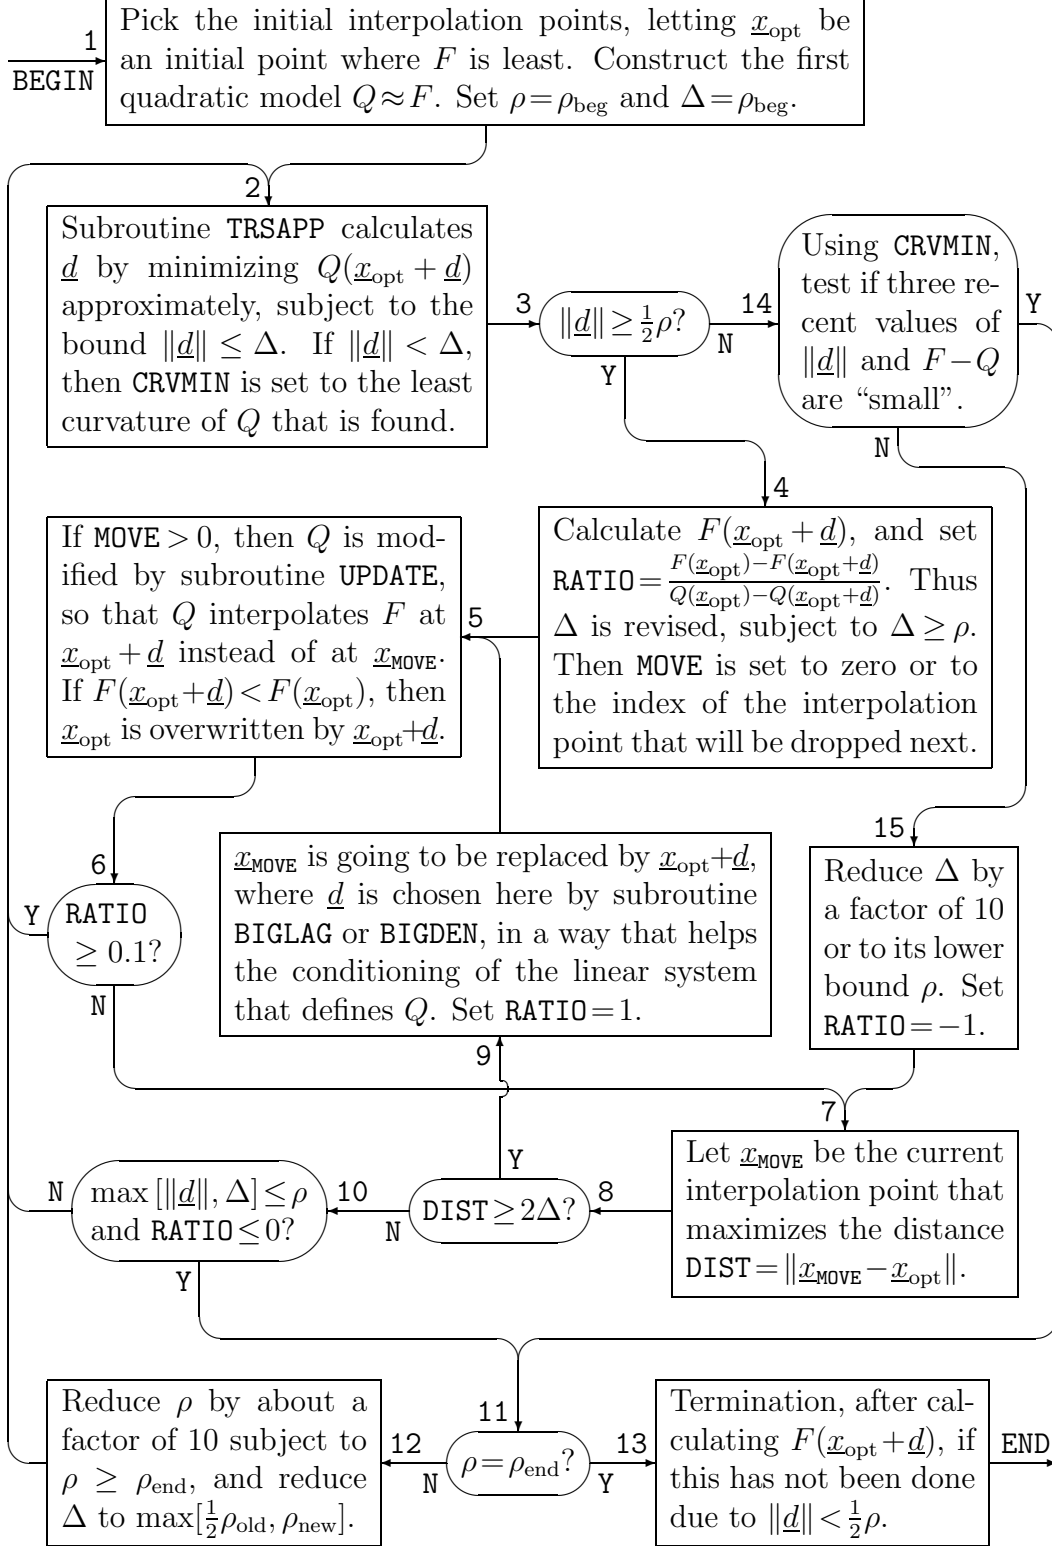 1
BEGIN
Pick the initial interpolation points, letting x_opt be
an initial point where F is least. Construct the first
quadratic model Q≈F. Set ρ=ρ_beg and Δ=ρ_beg.
2
Subroutine TRSAPP calculates
d by minimizing Q(x_opt + d)
approximately, subject to the
bound ‖d‖ ≤ Δ. If ‖d‖ < Δ,
then CRVMIN is set to the least
curvature of Q that is found.
3
‖d‖ ≥ ½ρ?
Y
14
N
Using CRVMIN,
test if three re-
cent values of
‖d‖ and F−Q
are “small”.
Y
N
4
Calculate F(x_opt + d), and set
RATIO = (F(x_opt)−F(x_opt+d))/(Q(x_opt)−Q(x_opt+d)). Thus
Δ is revised, subject to Δ ≥ ρ.
Then MOVE is set to zero or to
the index of the interpolation
point that will be dropped next.
5
If MOVE > 0, then Q is mod-
ified by subroutine UPDATE,
so that Q interpolates F at
x_opt + d instead of at x_MOVE.
If F(x_opt+d) < F(x_opt), then
x_opt is overwritten by x_opt+d.
6
RATIO
≥ 0.1?
Y
N
x_MOVE is going to be replaced by x_opt+d,
where d is chosen here by subroutine
BIGLAG or BIGDEN, in a way that helps
the conditioning of the linear system
that defines Q. Set RATIO=1.
9
15
Reduce Δ by
a factor of 10
or to its lower
bound ρ. Set
RATIO=−1.
7
Let x_MOVE be the current
interpolation point that
maximizes the distance
DIST=‖x_MOVE − x_opt‖.
8
DIST ≥ 2Δ?
Y
N
10
max [‖d‖, Δ] ≤ ρ
and RATIO ≤ 0?
N
Y
11
ρ = ρ_end?
12
N
13
Y
Reduce ρ by about a
factor of 10 subject to
ρ ≥ ρ_end, and reduce
Δ to max[½ρ_old, ρ_new].
Termination, after cal-
culating F(x_opt+d), if
this has not been done
due to ‖d‖ < ½ρ.
END